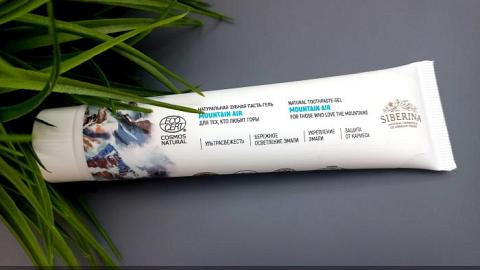 НАТУРАЛЬНАЯ ЗУБНАЯ ПАСТА-ГЕЛЬ
MOUNTAIN AIR
ДЛЯ ТЕХ, КТО ЛЮБИТ ГОРЫ
NATURAL TOOTHPASTE-GEL
MOUNTAIN AIR
FOR THOSE WHO LOVE THE MOUNTAINS
ECO
CERT
COSMOS
NATURAL
УЛЬТРАСВЕЖЕСТЬ
БЕРЕЖНОЕ
ОСВЕТЛЕНИЕ ЭМАЛИ
УКРЕПЛЕНИЕ
ЭМАЛИ
ЗАЩИТА
ОТ КАРИЕСА
SIBERINA